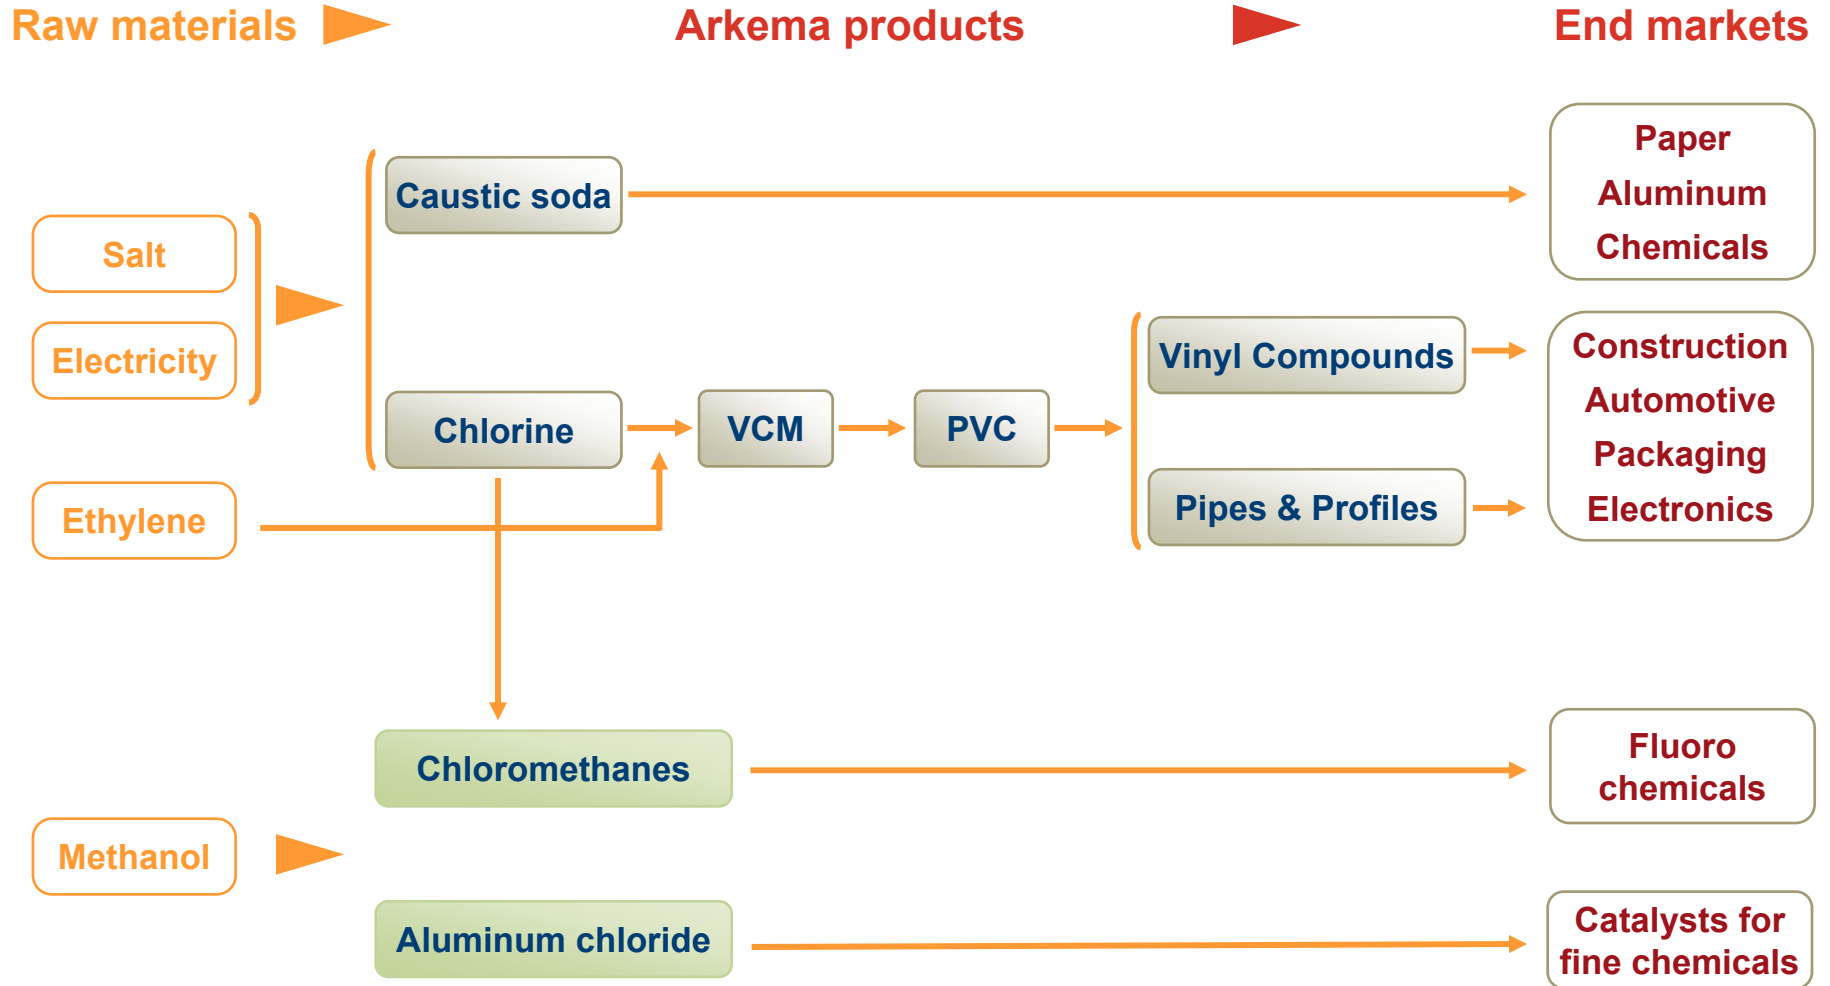 Raw materials
Arkema products
End markets
Salt
Electricity
Ethylene
Methanol
Caustic soda
Chlorine
VCM
PVC
Vinyl Compounds
Pipes & Profiles
Chloromethanes
Aluminum chloride
Paper
Aluminum
Chemicals
Construction
Automotive
Packaging
Electronics
Fluoro
chemicals
Catalysts for
fine chemicals